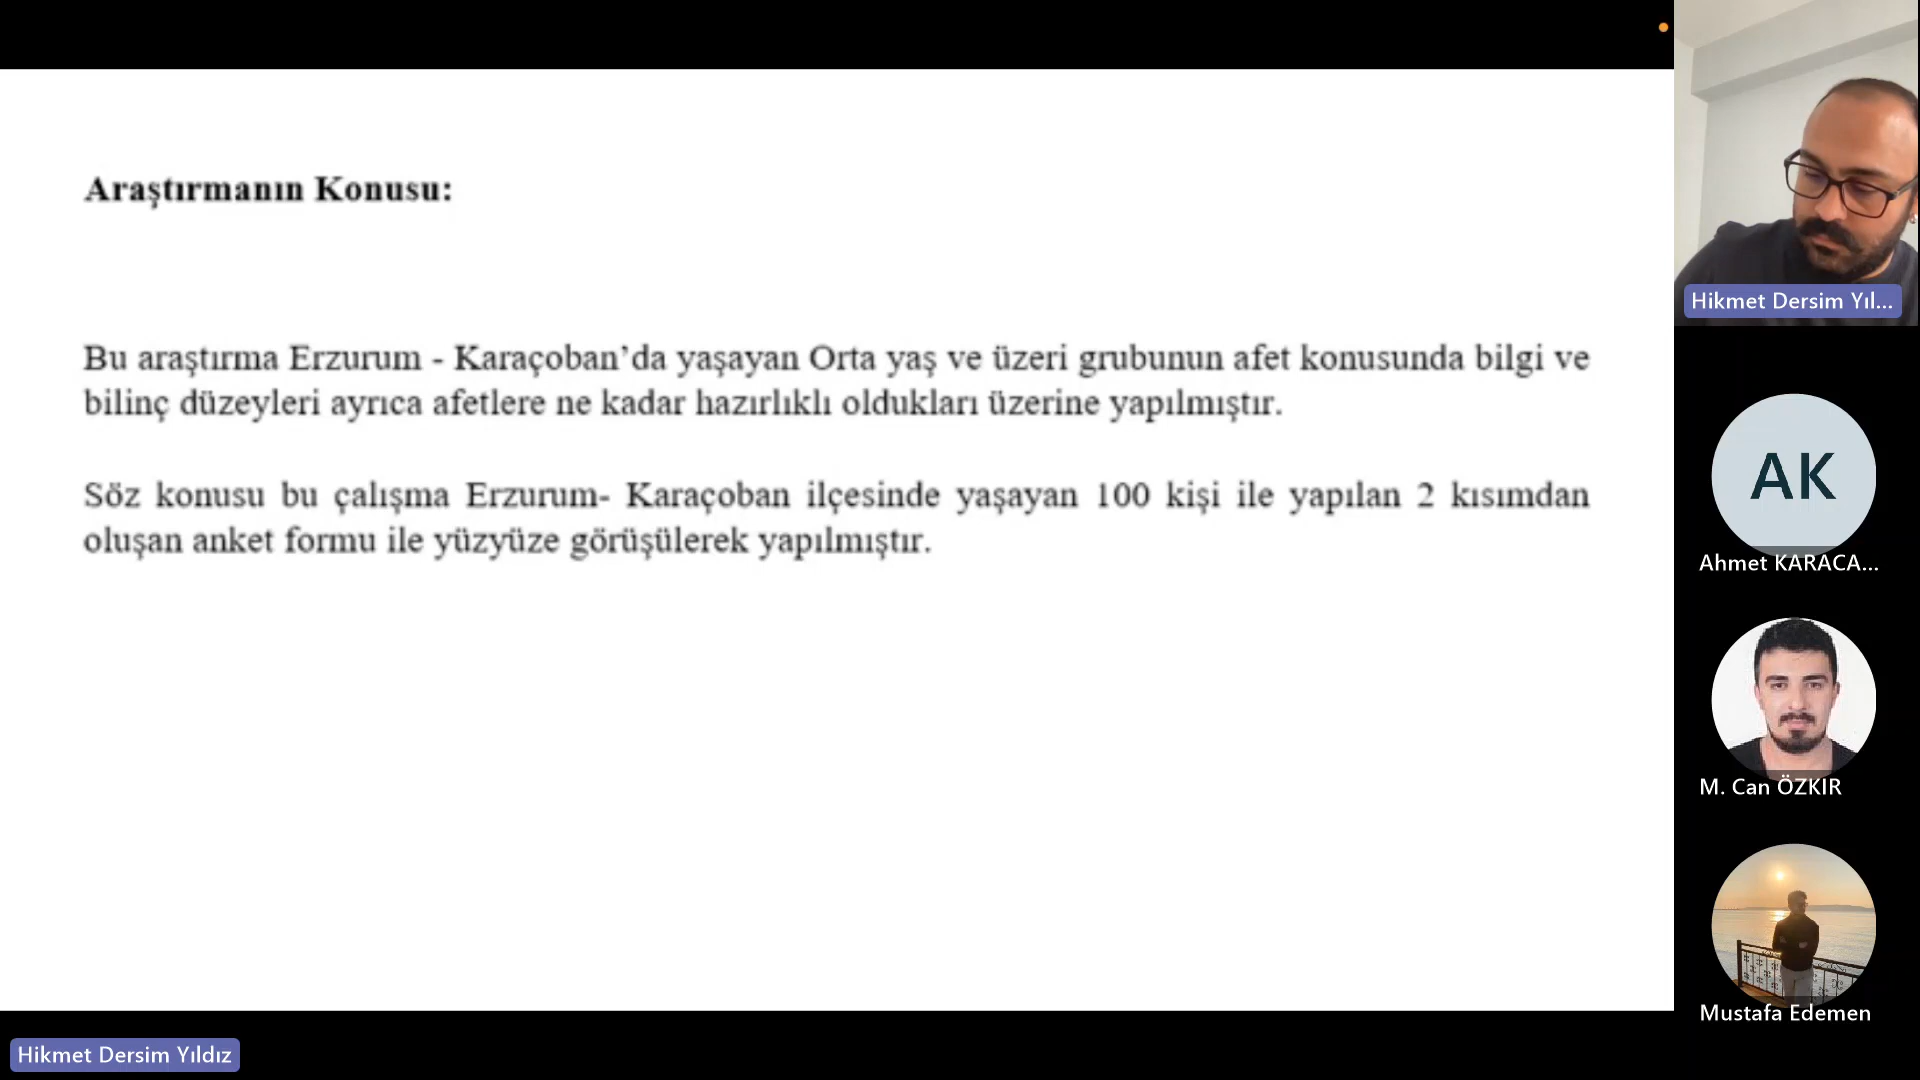 Araştırmanın Konusu:
Bu araştırma Erzurum - Karaçoban’da yaşayan Orta yaş ve üzeri grubunun afet konusunda bilgi ve
bilinç düzeyleri ayrıca afetlere ne kadar hazırlıklı oldukları üzerine yapılmıştır.
Söz konusu bu çalışma Erzurum- Karaçoban ilçesinde yaşayan 100 kişi ile yapılan 2 kısımdan
oluşan anket formu ile yüzyüze görüşülerek yapılmıştır.
Hikmet Dersim Yıl...
AK
Ahmet KARACA...
M. Can ÖZKIR
Mustafa Edemen
Hikmet Dersim Yıldız